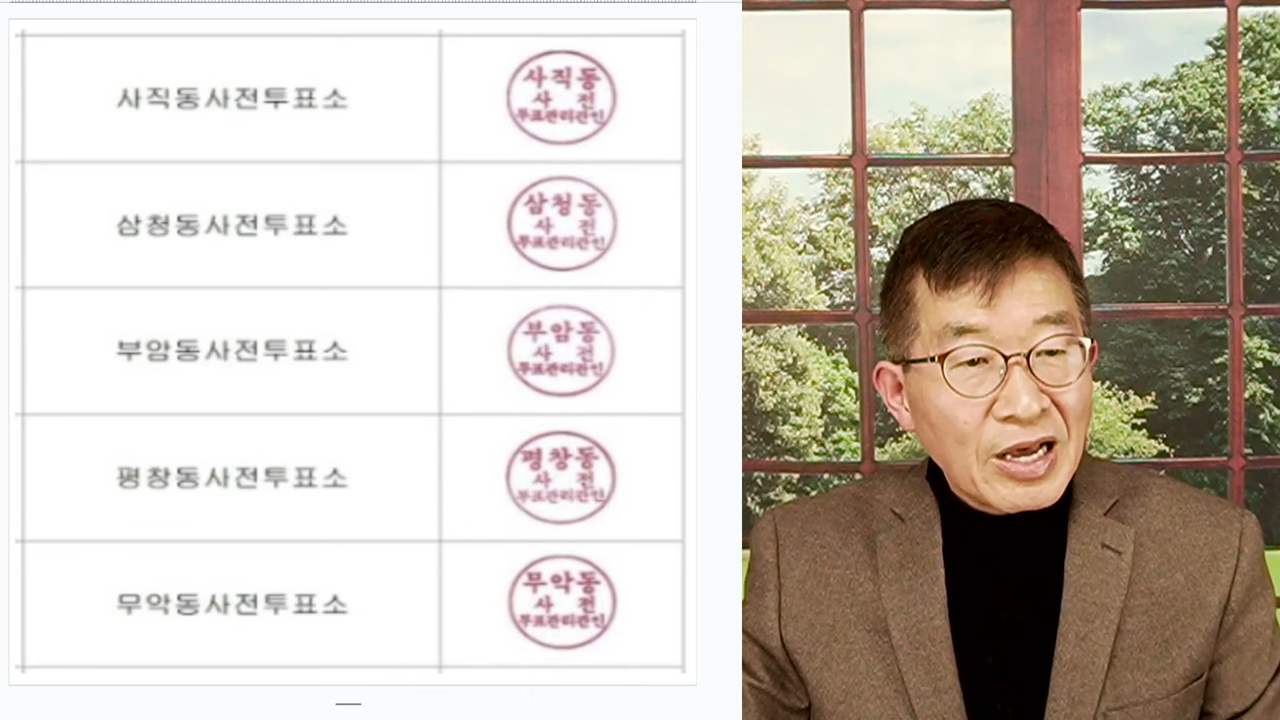 사직동사전투표소
사직동
사 전
투표관리관인
삼청동사전투표소
삼청동
사 전
투표관리관인
부암동사전투표소
부암동
사 전
투표관리관인
평창동사전투표소
평창동
사 전
투표관리관인
무악동사전투표소
무악동
사 전
투표관리관인